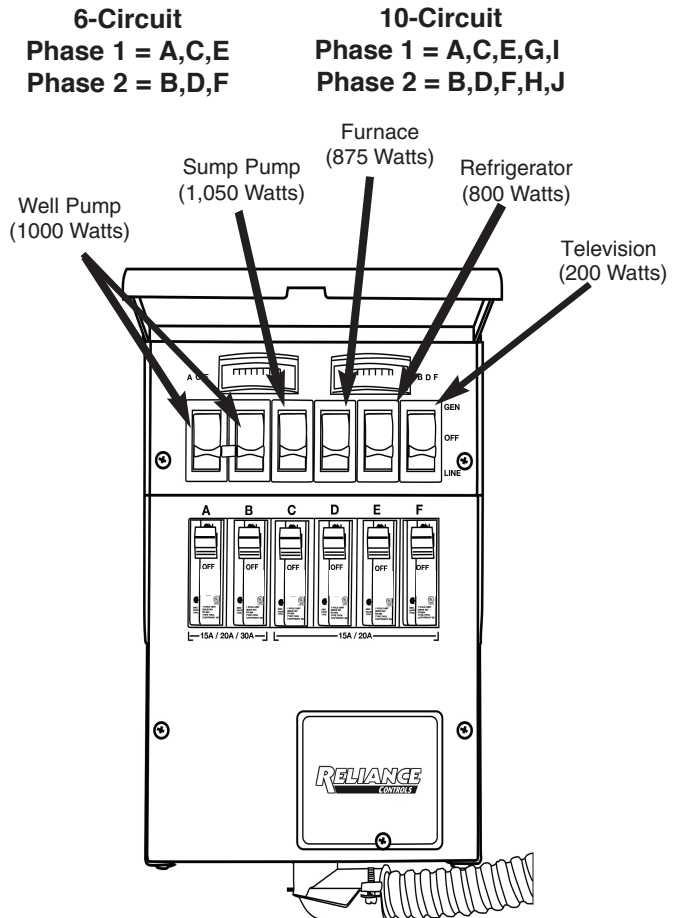 6-Circuit
Phase 1 = A,C,E
Phase 2 = B,D,F
10-Circuit
Phase 1 = A,C,E,G,I
Phase 2 = B,D,F,H,J
Well Pump
(1000 Watts)
Sump Pump
(1,050 Watts)
Furnace
(875 Watts)
Refrigerator
(800 Watts)
Television
(200 Watts)
A C E
B D F
GEN
OFF
LINE
A B C D E F
OFF OFF OFF OFF OFF OFF
15A / 20A / 30A
15A / 20A
RELIANCE
CONTROLS